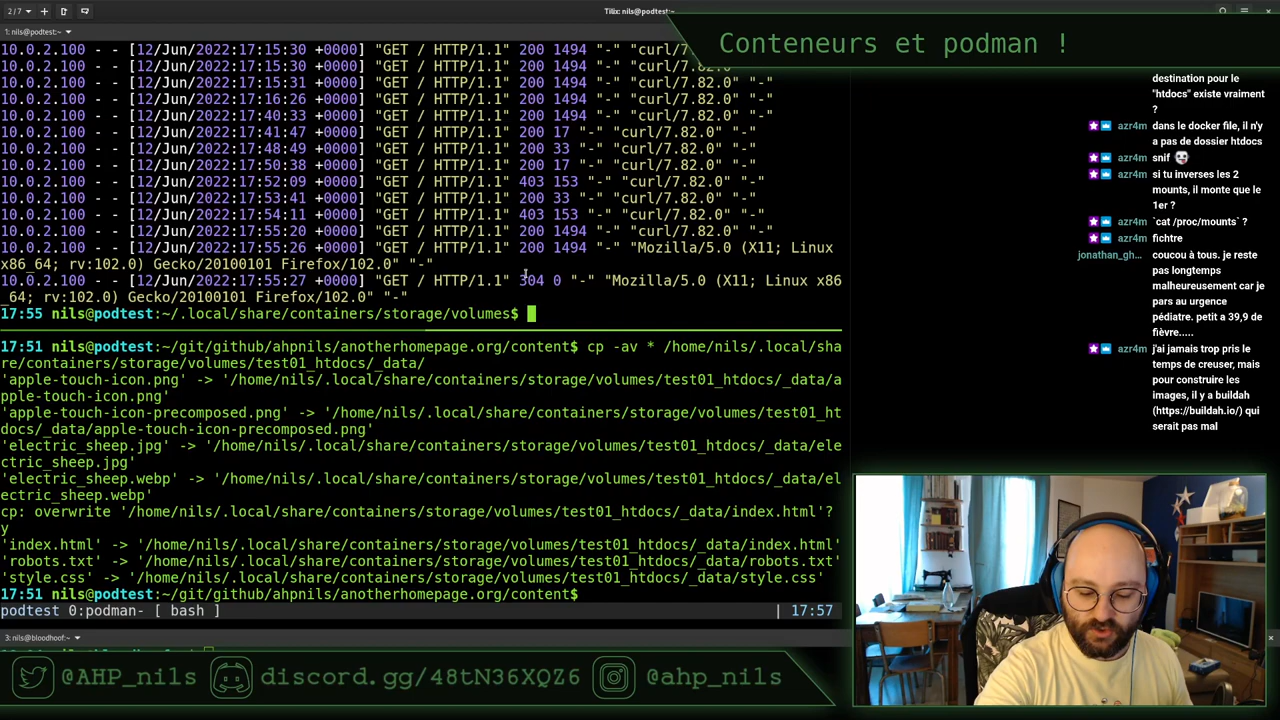 2 / 7
Tilix: nils@podtest:~
1: nils@podtest:~
Conteneurs et podman !
10.0.2.100 - - [12/Jun/2022:17:15:30 +0000] "GET / HTTP/1.1" 200 1494 "-" "curl/7.
10.0.2.100 - - [12/Jun/2022:17:15:30 +0000] "GET / HTTP/1.1" 200 1494 "-" "curl/7.82.0"
10.0.2.100 - - [12/Jun/2022:17:15:31 +0000] "GET / HTTP/1.1" 200 1494 "-" "curl/7.82.0" "-"
10.0.2.100 - - [12/Jun/2022:17:16:26 +0000] "GET / HTTP/1.1" 200 1494 "-" "curl/7.82.0" "-"
10.0.2.100 - - [12/Jun/2022:17:40:33 +0000] "GET / HTTP/1.1" 200 1494 "-" "curl/7.82.0" "-"
10.0.2.100 - - [12/Jun/2022:17:41:47 +0000] "GET / HTTP/1.1" 200 17 "-" "curl/7.82.0" "-"
10.0.2.100 - - [12/Jun/2022:17:48:49 +0000] "GET / HTTP/1.1" 200 33 "-" "curl/7.82.0" "-"
10.0.2.100 - - [12/Jun/2022:17:50:38 +0000] "GET / HTTP/1.1" 200 17 "-" "curl/7.82.0" "-"
10.0.2.100 - - [12/Jun/2022:17:52:09 +0000] "GET / HTTP/1.1" 403 153 "-" "curl/7.82.0" "-"
10.0.2.100 - - [12/Jun/2022:17:53:41 +0000] "GET / HTTP/1.1" 200 33 "-" "curl/7.82.0" "-"
10.0.2.100 - - [12/Jun/2022:17:54:11 +0000] "GET / HTTP/1.1" 403 153 "-" "curl/7.82.0" "-"
10.0.2.100 - - [12/Jun/2022:17:55:20 +0000] "GET / HTTP/1.1" 200 1494 "-" "curl/7.82.0" "-"
10.0.2.100 - - [12/Jun/2022:17:55:26 +0000] "GET / HTTP/1.1" 200 1494 "-" "Mozilla/5.0 (X11; Linux
x86_64; rv:102.0) Gecko/20100101 Firefox/102.0" "-"
10.0.2.100 - - [12/Jun/2022:17:55:27 +0000] "GET / HTTP/1.1" 304 0 "-" "Mozilla/5.0 (X11; Linux x86
_64; rv:102.0) Gecko/20100101 Firefox/102.0" "-"
17:55 nils@podtest:~/.local/share/containers/storage/volumes$
17:51 nils@podtest:~/git/github/ahpnils/anotherhomepage.org/content$ cp -av * /home/nils/.local/sha
re/containers/storage/volumes/test01_htdocs/_data/
'apple-touch-icon.png' -> '/home/nils/.local/share/containers/storage/volumes/test01_htdocs/_data/a
pple-touch-icon.png'
'apple-touch-icon-precomposed.png' -> '/home/nils/.local/share/containers/storage/volumes/test01_ht
docs/_data/apple-touch-icon-precomposed.png'
'electric_sheep.jpg' -> '/home/nils/.local/share/containers/storage/volumes/test01_htdocs/_data/ele
ctric_sheep.jpg'
'electric_sheep.webp' -> '/home/nils/.local/share/containers/storage/volumes/test01_htdocs/_data/el
ectric_sheep.webp'
cp: overwrite '/home/nils/.local/share/containers/storage/volumes/test01_htdocs/_data/index.html'?
y
'index.html' -> '/home/nils/.local/share/containers/storage/volumes/test01_htdocs/_data/index.html'
'robots.txt' -> '/home/nils/.local/share/containers/storage/volumes/test01_htdocs/_data/robots.txt'
'style.css' -> '/home/nils/.local/share/containers/storage/volumes/test01_htdocs/_data/style.css'
17:51 nils@podtest:~/git/github/ahpnils/anotherhomepage.org/content$
podtest 0:podman- [ bash ] | 17:57
3: nils@bloodhoof:~
destination pour le
"htdocs" existe vraiment
?
azr4m dans le docker file, il n'y
a pas de dossier htdocs
azr4m snif
azr4m si tu inverses les 2
mounts, il monte que le
1er ?
azr4m `cat /proc/mounts` ?
azr4m fichtre
jonathan_gh... coucou à tous. je reste
pas longtemps
malheureusement car je
pars au urgence
pédiatre. petit a 39,9 de
fièvre.....
azr4m j'ai jamais trop pris le
temps de creuser, mais
pour construire les
images, il y a buildah
(https://buildah.io/) qui
serait pas mal
@AHP_nils discord.gg/48tN36XQZ6 @ahp_nils